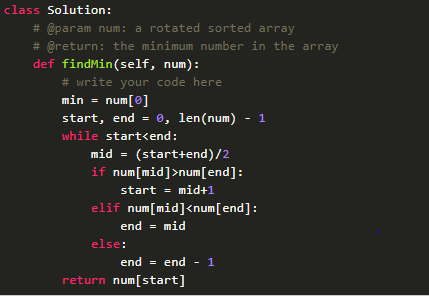 class Solution:
    # @param num: a rotated sorted array
    # @return: the minimum number in the array
    def findMin(self, num):
        # write your code here
        min = num[0]
        start, end = 0, len(num) - 1
        while start<end:
            mid = (start+end)/2
            if num[mid]>num[end]:
                start = mid+1
            elif num[mid]<num[end]:
                end = mid
            else:
                end = end - 1
        return num[start]